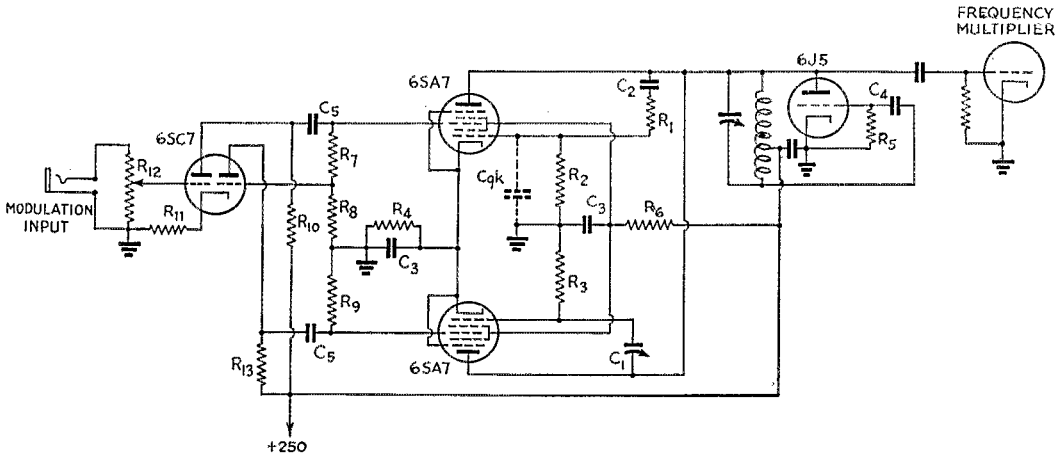 FREQUENCY
MULTIPLIER
6J5
6SA7
C2
C4
R1
R5
C5
6SC7
R7
R12
Cgk
R2
R4
R8
R11
R10
C3
R6
MODULATION
INPUT
C3
R3
R9
C5
6SA7
C1
R13
+250